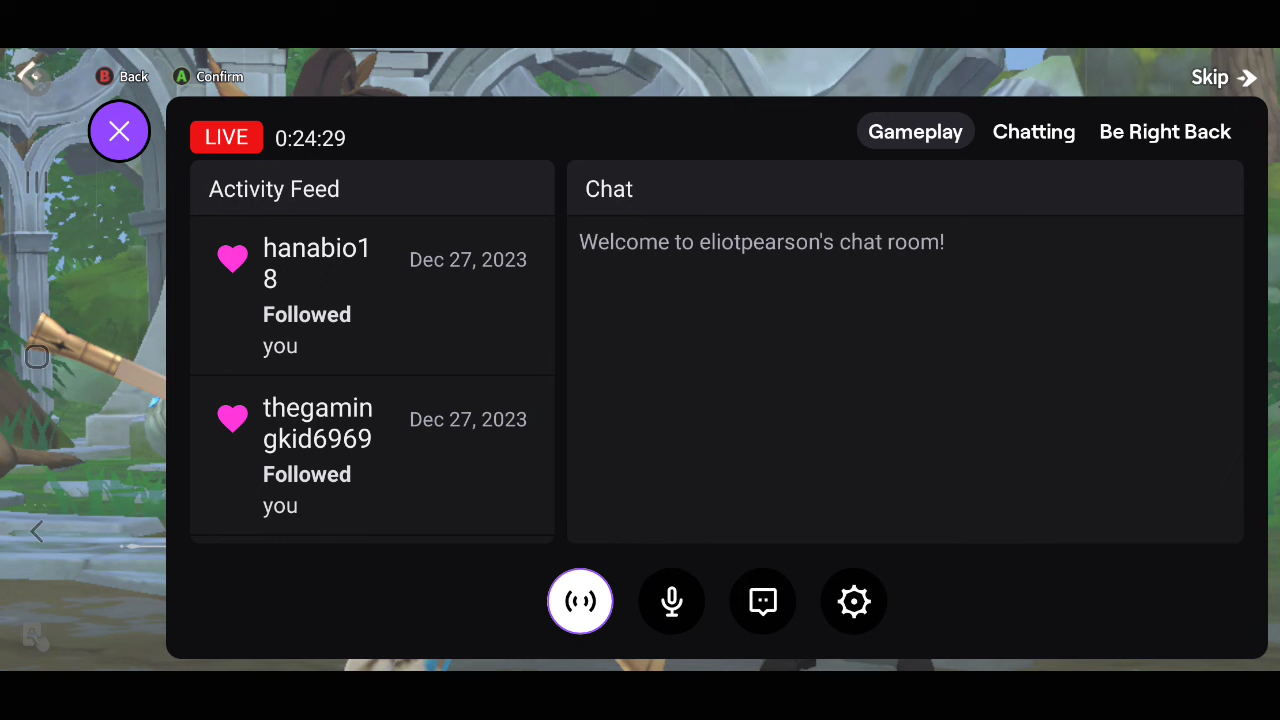 B Back A Confirm
Skip
LIVE 0:24:29
Gameplay Chatting Be Right Back
Activity Feed
hanabio1
8
Dec 27, 2023
Followed
you
thegamin
gkid6969
Dec 27, 2023
Followed
you
Chat
Welcome to eliotpearson's chat room!